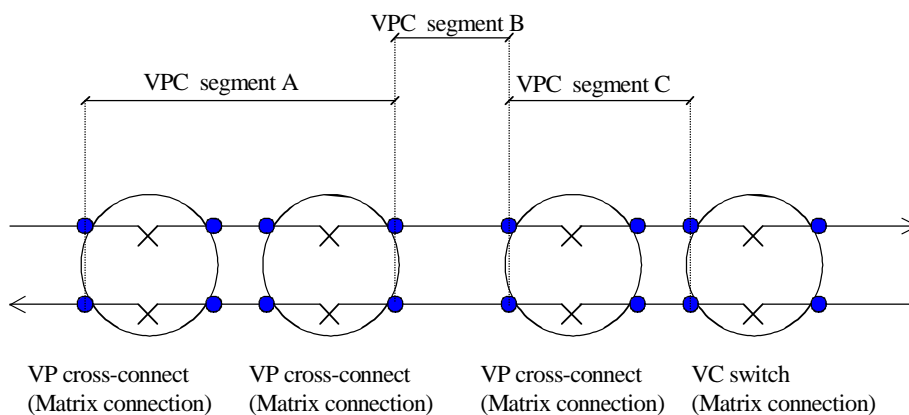 VPC segment B
VPC segment A
VPC segment C
VP cross-connect
(Matrix connection)
VP cross-connect
(Matrix connection)
VP cross-connect
(Matrix connection)
VC switch
(Matrix connection)